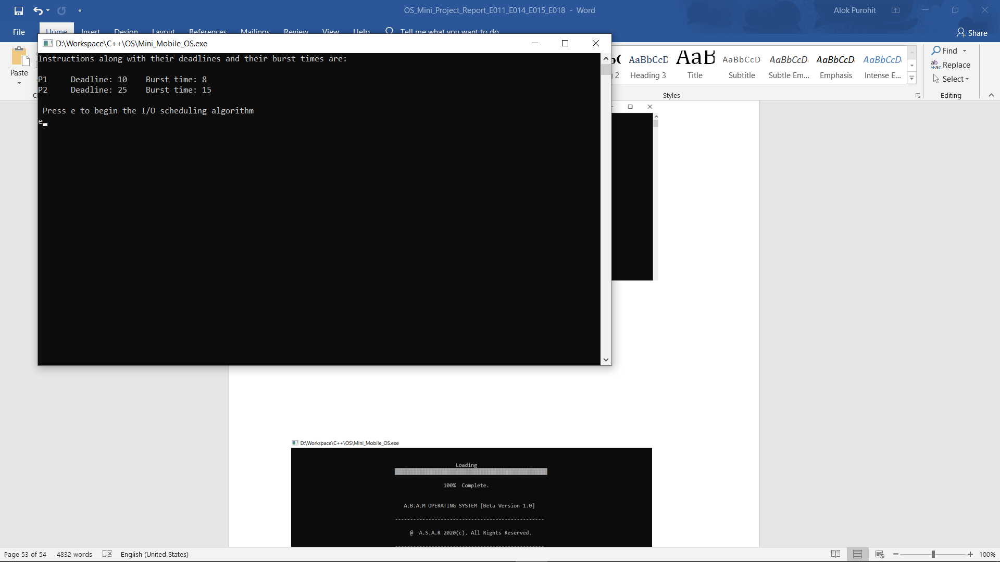 OS_Mini_Project_Report_E011_E014_E015_E018 - Word
Alok Purohit
File
Home
Insert
Design
Layout
References
Mailings
Review
View
Help
Tell me what you want to do
Share
D:\Workspace\C++\OS\Mini_Mobile_OS.exe
Instructions along with their deadlines and their burst times are:
P1 Deadline: 10 Burst time: 8
P2 Deadline: 25 Burst time: 15
Press e to begin the I/O scheduling algorithm
e
Paste
AaBbCcD
AaB
AaBbCcD
AaBbCcD
AaBbCcD
AaBbCcD
2
Heading 3
Title
Subtitle
Subtle Em...
Emphasis
Intense E...
Styles
Find
Replace
Select
Editing
D:\Workspace\C++\OS\Mini_Mobile_OS.exe
Loading
100% Complete.
A.B.A.M OPERATING SYSTEM [Beta Version 1.0]
-------------------------------------------------
@ A.S.A.R 2020(c). All Rights Reserved.
-------------------------------------------------
Page 53 of 54
4832 words
English (United States)
100%